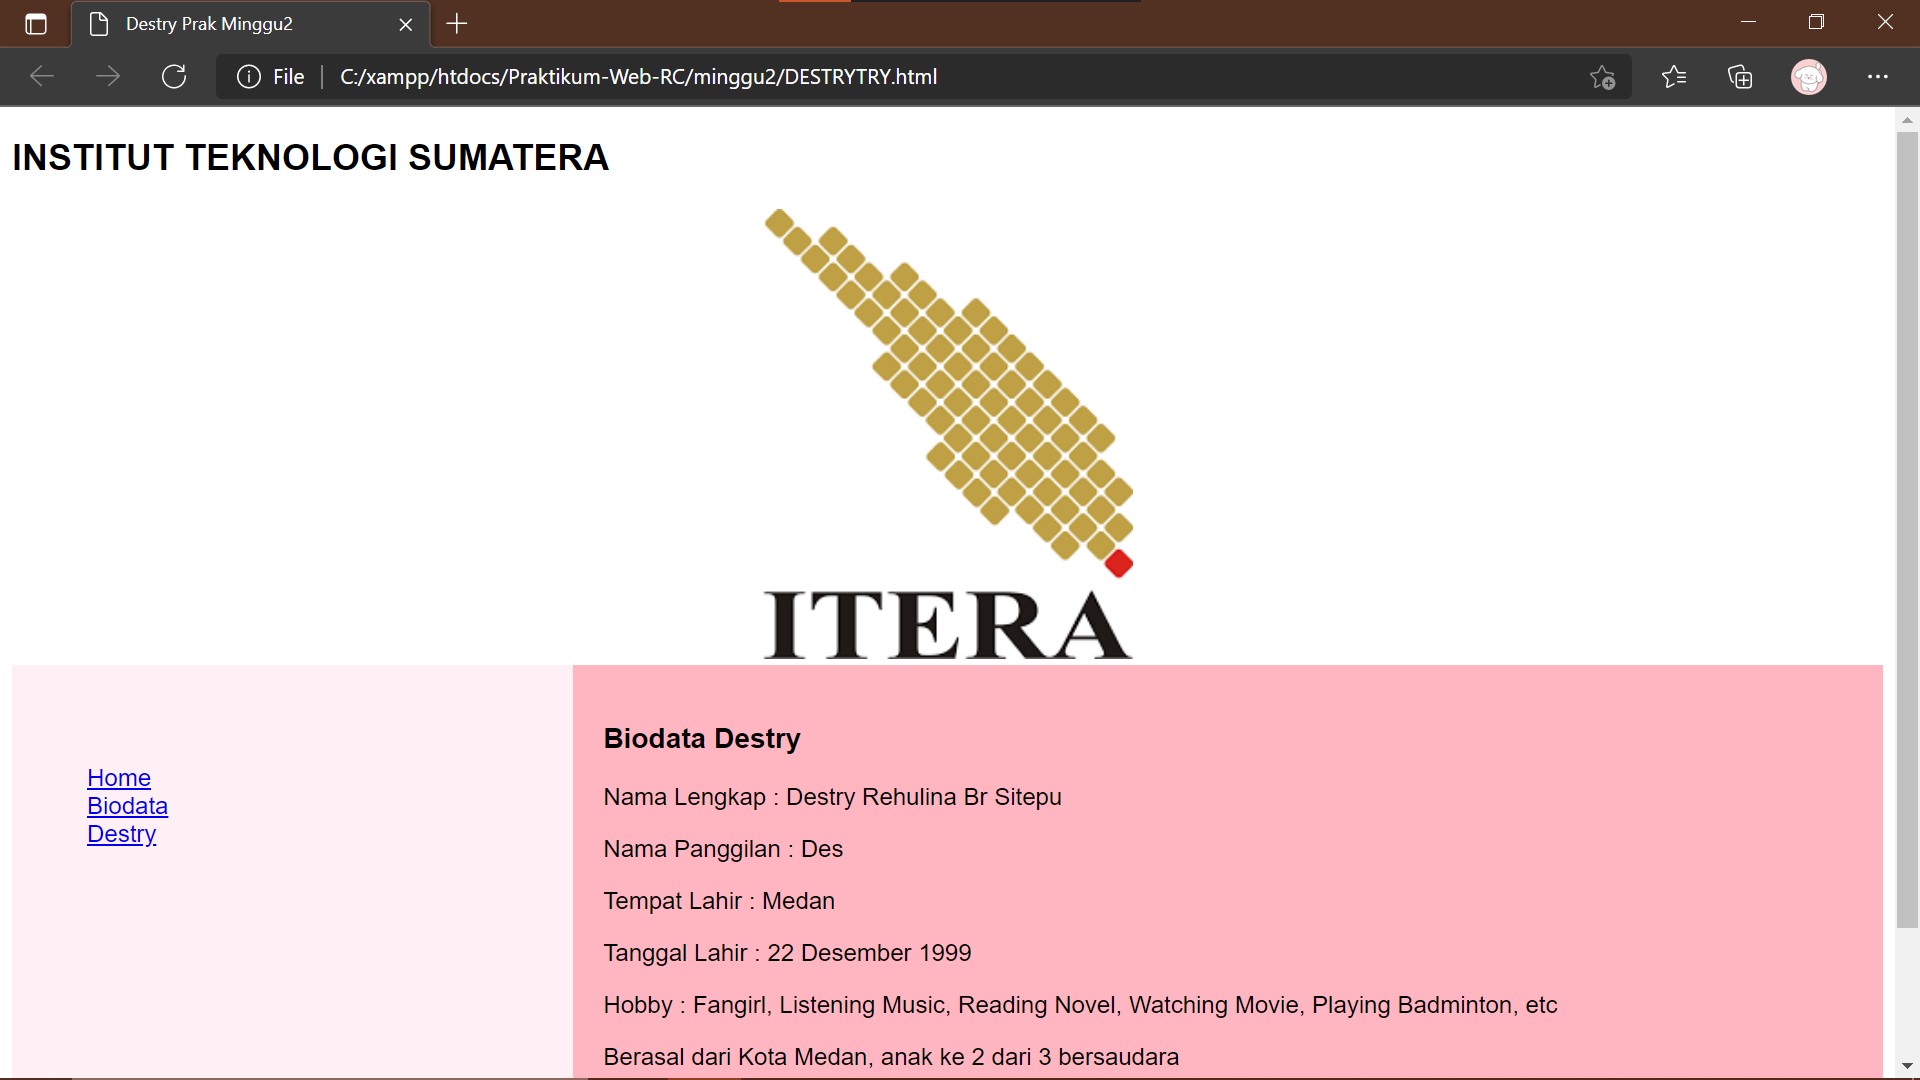 Destry Prak Minggu2
File
C:/xampp/htdocs/Praktikum-Web-RC/minggu2/DESTRYTRY.html
INSTITUT TEKNOLOGI SUMATERA
ITERA
Home
Biodata
Destry
Biodata Destry
Nama Lengkap : Destry Rehulina Br Sitepu
Nama Panggilan : Des
Tempat Lahir : Medan
Tanggal Lahir : 22 Desember 1999
Hobby : Fangirl, Listening Music, Reading Novel, Watching Movie, Playing Badminton, etc
Berasal dari Kota Medan, anak ke 2 dari 3 bersaudara